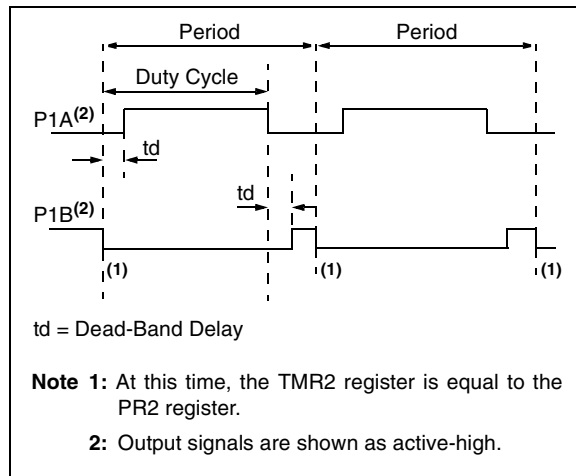 Period Period
Duty Cycle
P1A(2)
td
td
P1B(2)
(1) (1) (1)
td = Dead-Band Delay
Note 1: At this time, the TMR2 register is equal to the
PR2 register.
2: Output signals are shown as active-high.